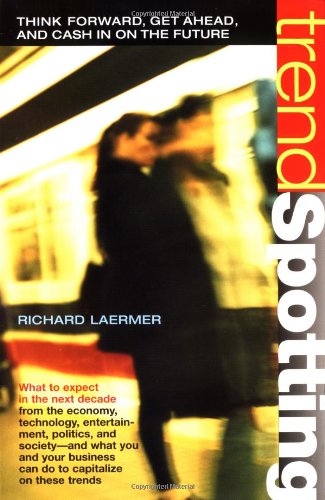 THINK FORWARD, GET AHEAD,
AND CASH IN ON THE FUTURE
trendSpotting
RICHARD LAERMER
What to expect
in the next decade
from the economy,
technology, entertain-
ment, politics, and
society—and what you
and your business
can do to capitalize
on these trends